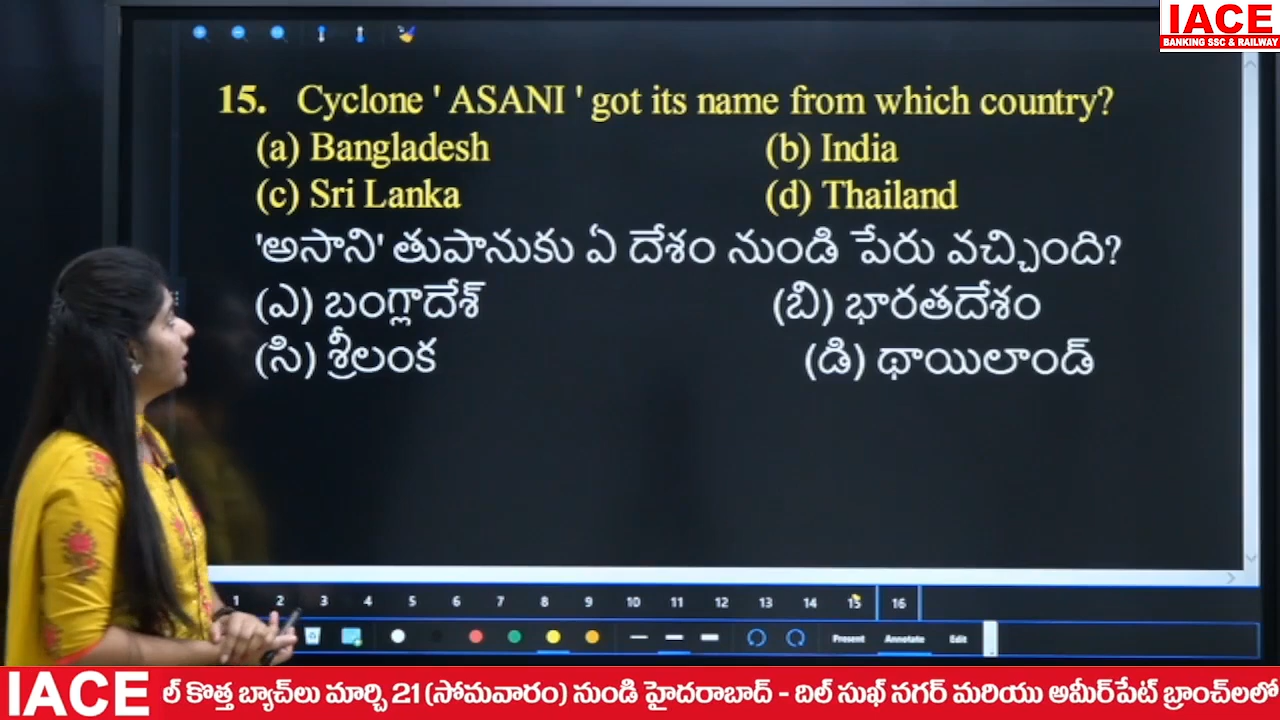 IACE
BANKING SSC & RAILWAY
15. Cyclone ' ASANI ' got its name from which country?
(a) Bangladesh (b) India
(c) Sri Lanka (d) Thailand
'అసాని' తుపానుకు ఏ దేశం నుండి పేరు వచ్చింది?
(ఎ) బంగ్లాదేశ్ (బి) భారతదేశం
(సి) శ్రీలంక (డి) థాయిలాండ్
1 2 3 4 5 6 7 8 9 10 11 12 13 14 15 16
Present Annotate Edit
IACE ల్ కొత్త బ్యాచ్‌లు మార్చి 21 (సోమవారం) నుండి హైదరాబాద్ - దిల్ సుఖ్ నగర్ మరియు అమీర్‌పేట్ బ్రాంచ్‌లలో